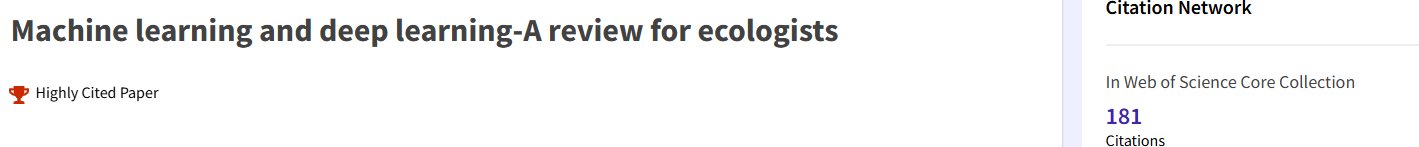 Machine learning and deep learning-A review for ecologists
Highly Cited Paper
Citation Network
In Web of Science Core Collection
181
Citations